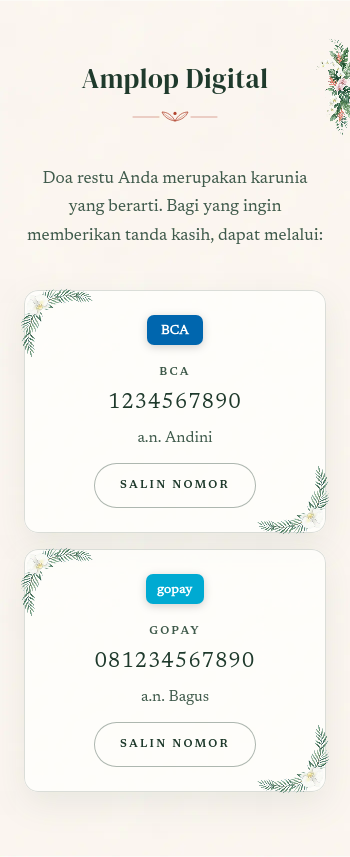 Amplop Digital
Doa restu Anda merupakan karunia
yang berarti. Bagi yang ingin
memberikan tanda kasih, dapat melalui:
BCA
BCA
1234567890
a.n. Andini
SALIN NOMOR
gopay
GOPAY
081234567890
a.n. Bagus
SALIN NOMOR